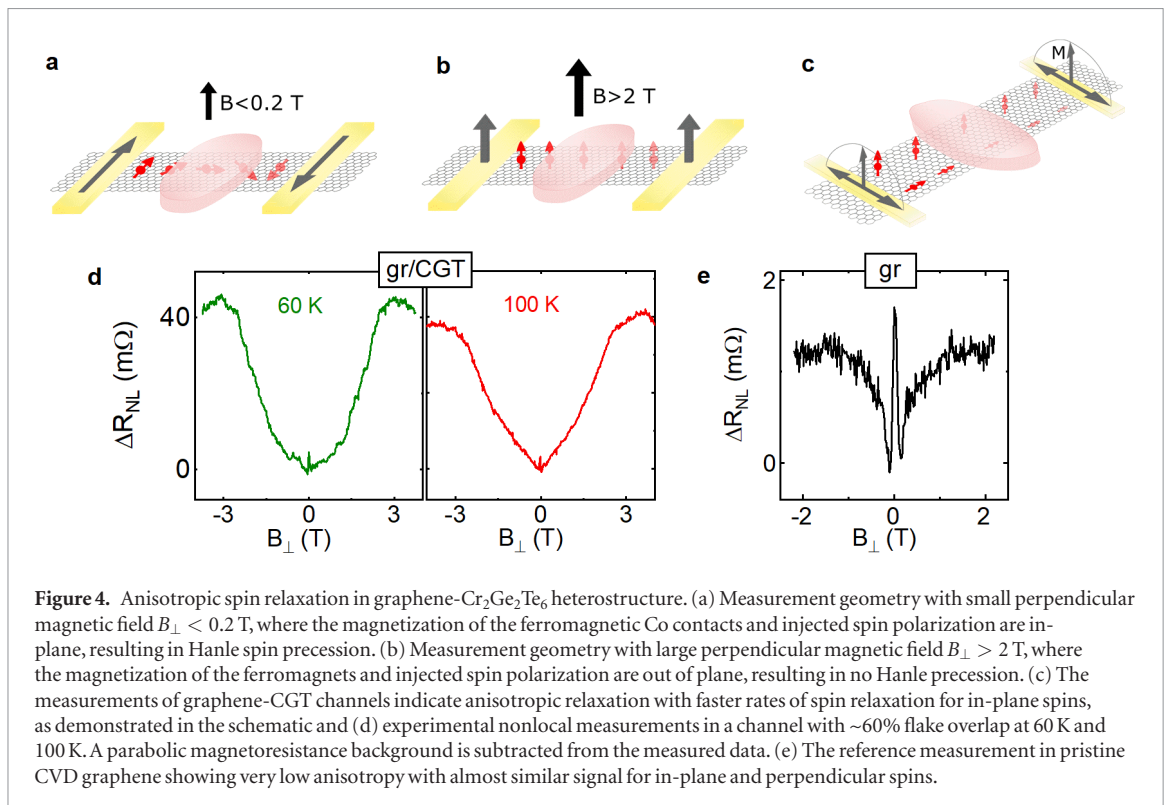 a
B<0.2 T
b
B>2 T
c
M
d
gr/CGT
60 K
100 K
40
0
ΔR_NL (mΩ)
-3 0 3
B⊥ (T)
-3 0 3
B⊥ (T)
e
gr
2
0
ΔR_NL (mΩ)
-2 0 2
B⊥ (T)
Figure 4. Anisotropic spin relaxation in graphene-Cr₂Ge₂Te₆ heterostructure. (a) Measurement geometry with small perpendicular
magnetic field B⊥ < 0.2 T, where the magnetization of the ferromagnetic Co contacts and injected spin polarization are in-
plane, resulting in Hanle spin precession. (b) Measurement geometry with large perpendicular magnetic field B⊥ > 2 T, where
the magnetization of the ferromagnets and injected spin polarization are out of plane, resulting in no Hanle precession. (c) The
measurements of graphene-CGT channels indicate anisotropic relaxation with faster rates of spin relaxation for in-plane spins,
as demonstrated in the schematic and (d) experimental nonlocal measurements in a channel with ~60% flake overlap at 60 K and
100 K. A parabolic magnetoresistance background is subtracted from the measured data. (e) The reference measurement in pristine
CVD graphene showing very low anisotropy with almost similar signal for in-plane and perpendicular spins.